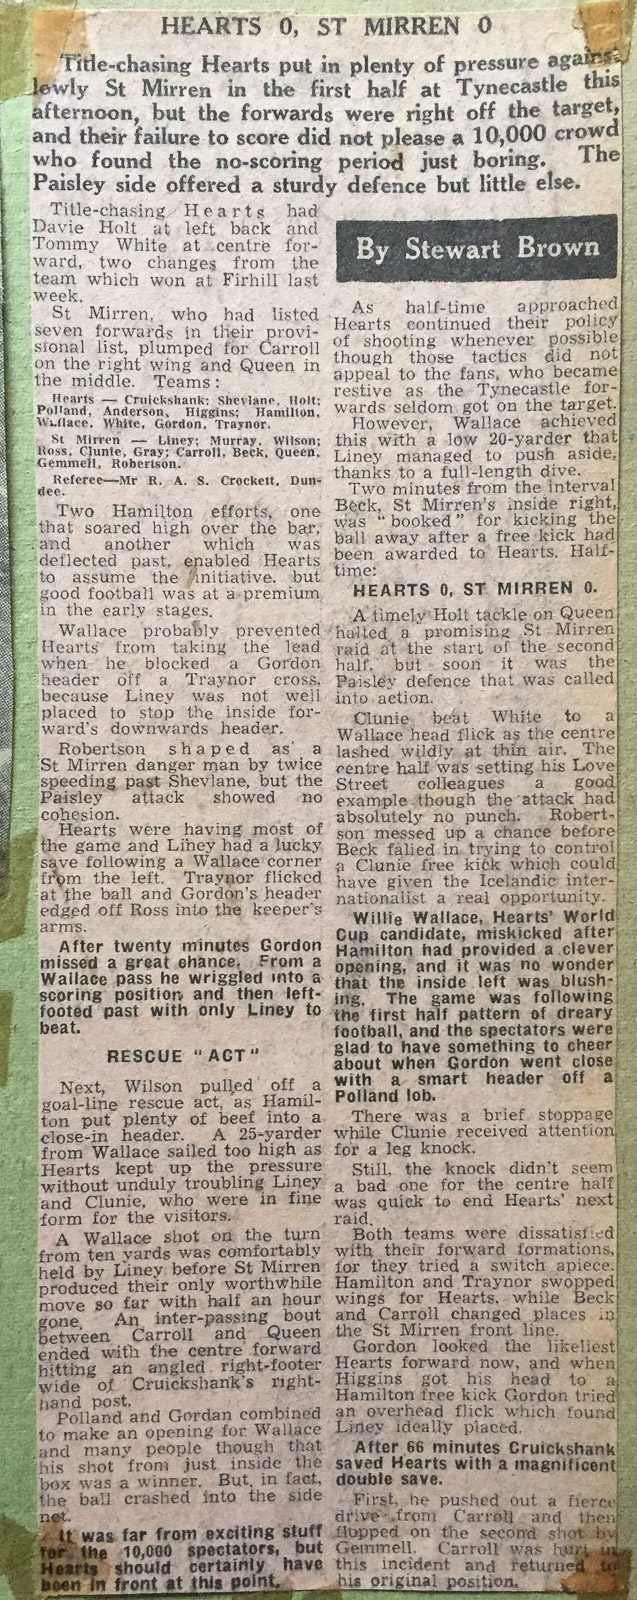 HEARTS 0, ST MIRREN 0
Title-chasing Hearts put in plenty of pressure against
lowly St Mirren in the first half at Tynecastle this
afternoon, but the forwards were right off the target,
and their failure to score did not please a 10,000 crowd
who found the no-scoring period just boring. The
Paisley side offered a sturdy defence but little else.
Title-chasing Hearts had
Davie Holt at left back and
Tommy White at centre for-
ward, two changes from the
team which won at Firhill last
week.
St Mirren, who had listed
seven forwards in their provi-
sional list, plumped for Carroll
on the right wing and Queen in
the middle. Teams:
Hearts — Cruickshank; Shevlane, Holt;
Polland, Anderson, Higgins; Hamilton,
Wallace, White, Gordon, Traynor.
St Mirren — Liney; Murray, Wilson;
Ross, Clunie, Gray; Carroll, Beck, Queen,
Gemmell, Robertson.
Referee—Mr R. A. S. Crockett, Dun-
dee.
Two Hamilton efforts, one
that soared high over the bar,
and another which was
deflected past, enabled Hearts
to assume the initiative, but
good football was at a premium
in the early stages.
Wallace probably prevented
Hearts from taking the lead
when he blocked a Gordon
header off a Traynor cross,
because Liney was not well
placed to stop the inside for-
ward's downwards header.
Robertson shaped as a
St Mirren danger man by twice
speeding past Shevlane, but the
Paisley attack showed no
cohesion.
Hearts were having most of
the game and Liney had a lucky
save following a Wallace corner
from the left. Traynor flicked
at the ball and Gordon's header
edged off Ross into the keeper's
arms.
After twenty minutes Gordon
missed a great chance. From a
Wallace pass he wriggled into a
scoring position and then left-
footed past with only Liney to
beat.
RESCUE "ACT"
Next, Wilson pulled off a
goal-line rescue act, as Hamil-
ton put plenty of beef into a
close-in header. A 25-yarder
from Wallace sailed too high as
Hearts kept up the pressure
without unduly troubling Liney
and Clunie, who were in fine
form for the visitors.
A Wallace shot on the turn
from ten yards was comfortably
held by Liney before St Mirren
produced their only worthwhile
move so far with half an hour
gone. An inter-passing bout
between Carroll and Queen
ended with the centre forward
hitting an angled right-footer
wide of Cruickshank's right-
hand post.
Polland and Gordan combined
to make an opening for Wallace
and many people though that
his shot from just inside the
box was a winner. But, in fact,
the ball crashed into the side
net.
It was far from exciting stuff
for the 10,000 spectators, but
Hearts should certainly have
been in front at this point.
By Stewart Brown
As half-time approached
Hearts continued their policy
of shooting whenever possible
though those tactics did not
appeal to the fans, who became
restive as the Tynecastle for-
wards seldom got on the target.
However, Wallace achieved
this with a low 20-yarder that
Liney managed to push aside,
thanks to a full-length dive.
Two minutes from the interval
Beck, St Mirren's inside right,
was "booked" for kicking the
ball away after a free kick had
been awarded to Hearts. Half-
time:
HEARTS 0, ST MIRREN 0.
A timely Holt tackle on Queen
halted a promising St Mirren
raid at the start of the second
half, but soon it was the
Paisley defence that was called
into action.
Clunie beat White to a
Wallace head flick as the centre
lashed wildly at thin air. The
centre half was setting his Love
Street colleagues a good
example though the attack had
absolutely no punch. Robert-
son messed up a chance before
Beck failed in trying to control
a Clunie free kick which could
have given the Icelandic inter-
nationalist a real opportunity.
Willie Wallace, Hearts' World
Cup candidate, miskicked after
Hamilton had provided a clever
opening, and it was no wonder
that the inside left was blush-
ing. The game was following
the first half pattern of dreary
football, and the spectators were
glad to have something to cheer
about when Gordon went close
with a smart header off a
Polland lob.
There was a brief stoppage
while Clunie received attention
for a leg knock.
Still, the knock didn't seem
a bad one for the centre half
was quick to end Hearts' next
raid.
Both teams were dissatisfied
with their forward formations,
for they tried a switch apiece.
Hamilton and Traynor swopped
wings for Hearts, while Beck
and Carroll changed places in
the St Mirren front line.
Gordon looked the likeliest
Hearts forward now, and when
Higgins got his head to a
Hamilton free kick Gordon tried
an overhead flick which found
Liney ideally placed.
After 66 minutes Cruickshank
saved Hearts with a magnificent
double save.
First, he pushed out a fierce
drive from Carroll and then
flopped on the second shot by
Gemmell. Carroll was hurt in
this incident and returned to
his original position.